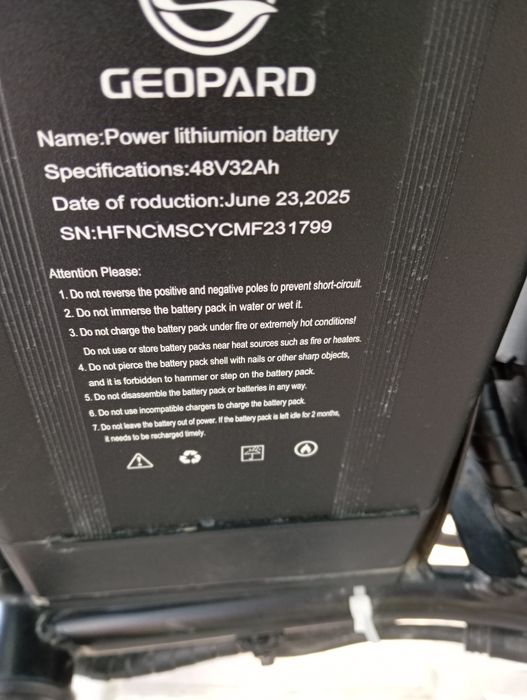 GEOPARD
Name:Power lithiumion battery
Specifications:48V32Ah
Date of roduction:June 23,2025
SN:HFNCMSCYCMF231799
Attention Please:
1. Do not reverse the positive and negative poles to prevent short-circuit.
2. Do not immerse the battery pack in water or wet it.
3. Do not charge the battery pack under fire or extremely hot conditions!
Do not use or store battery packs near heat sources such as fire or heaters.
4. Do not pierce the battery pack shell with nails or other sharp objects,
and it is forbidden to hammer or step on the battery pack.
5. Do not disassemble the battery pack or batteries in any way.
6. Do not use incompatible chargers to charge the battery pack.
7. Do not leave the battery out of power. If the battery pack is left idle for 2 months,
it needs to be recharged timely.